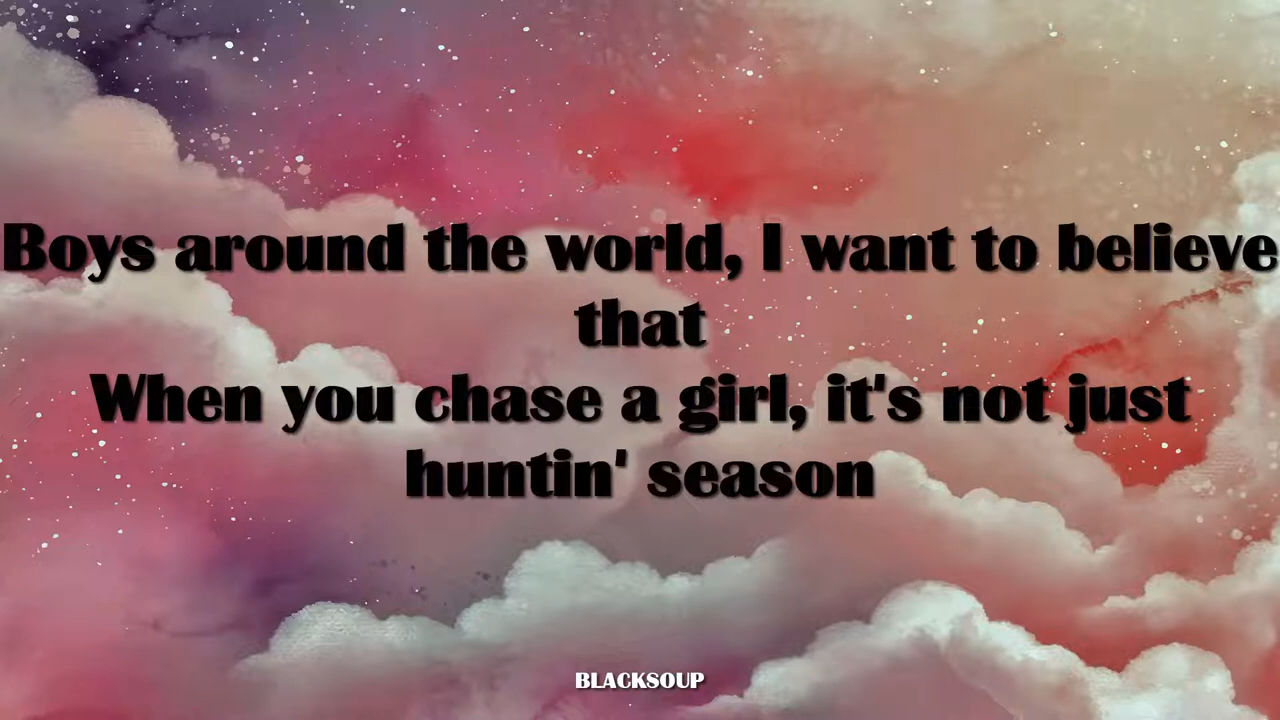 Boys around the world, I want to believe
that
When you chase a girl, it's not just
huntin' season
BLACKSOUP